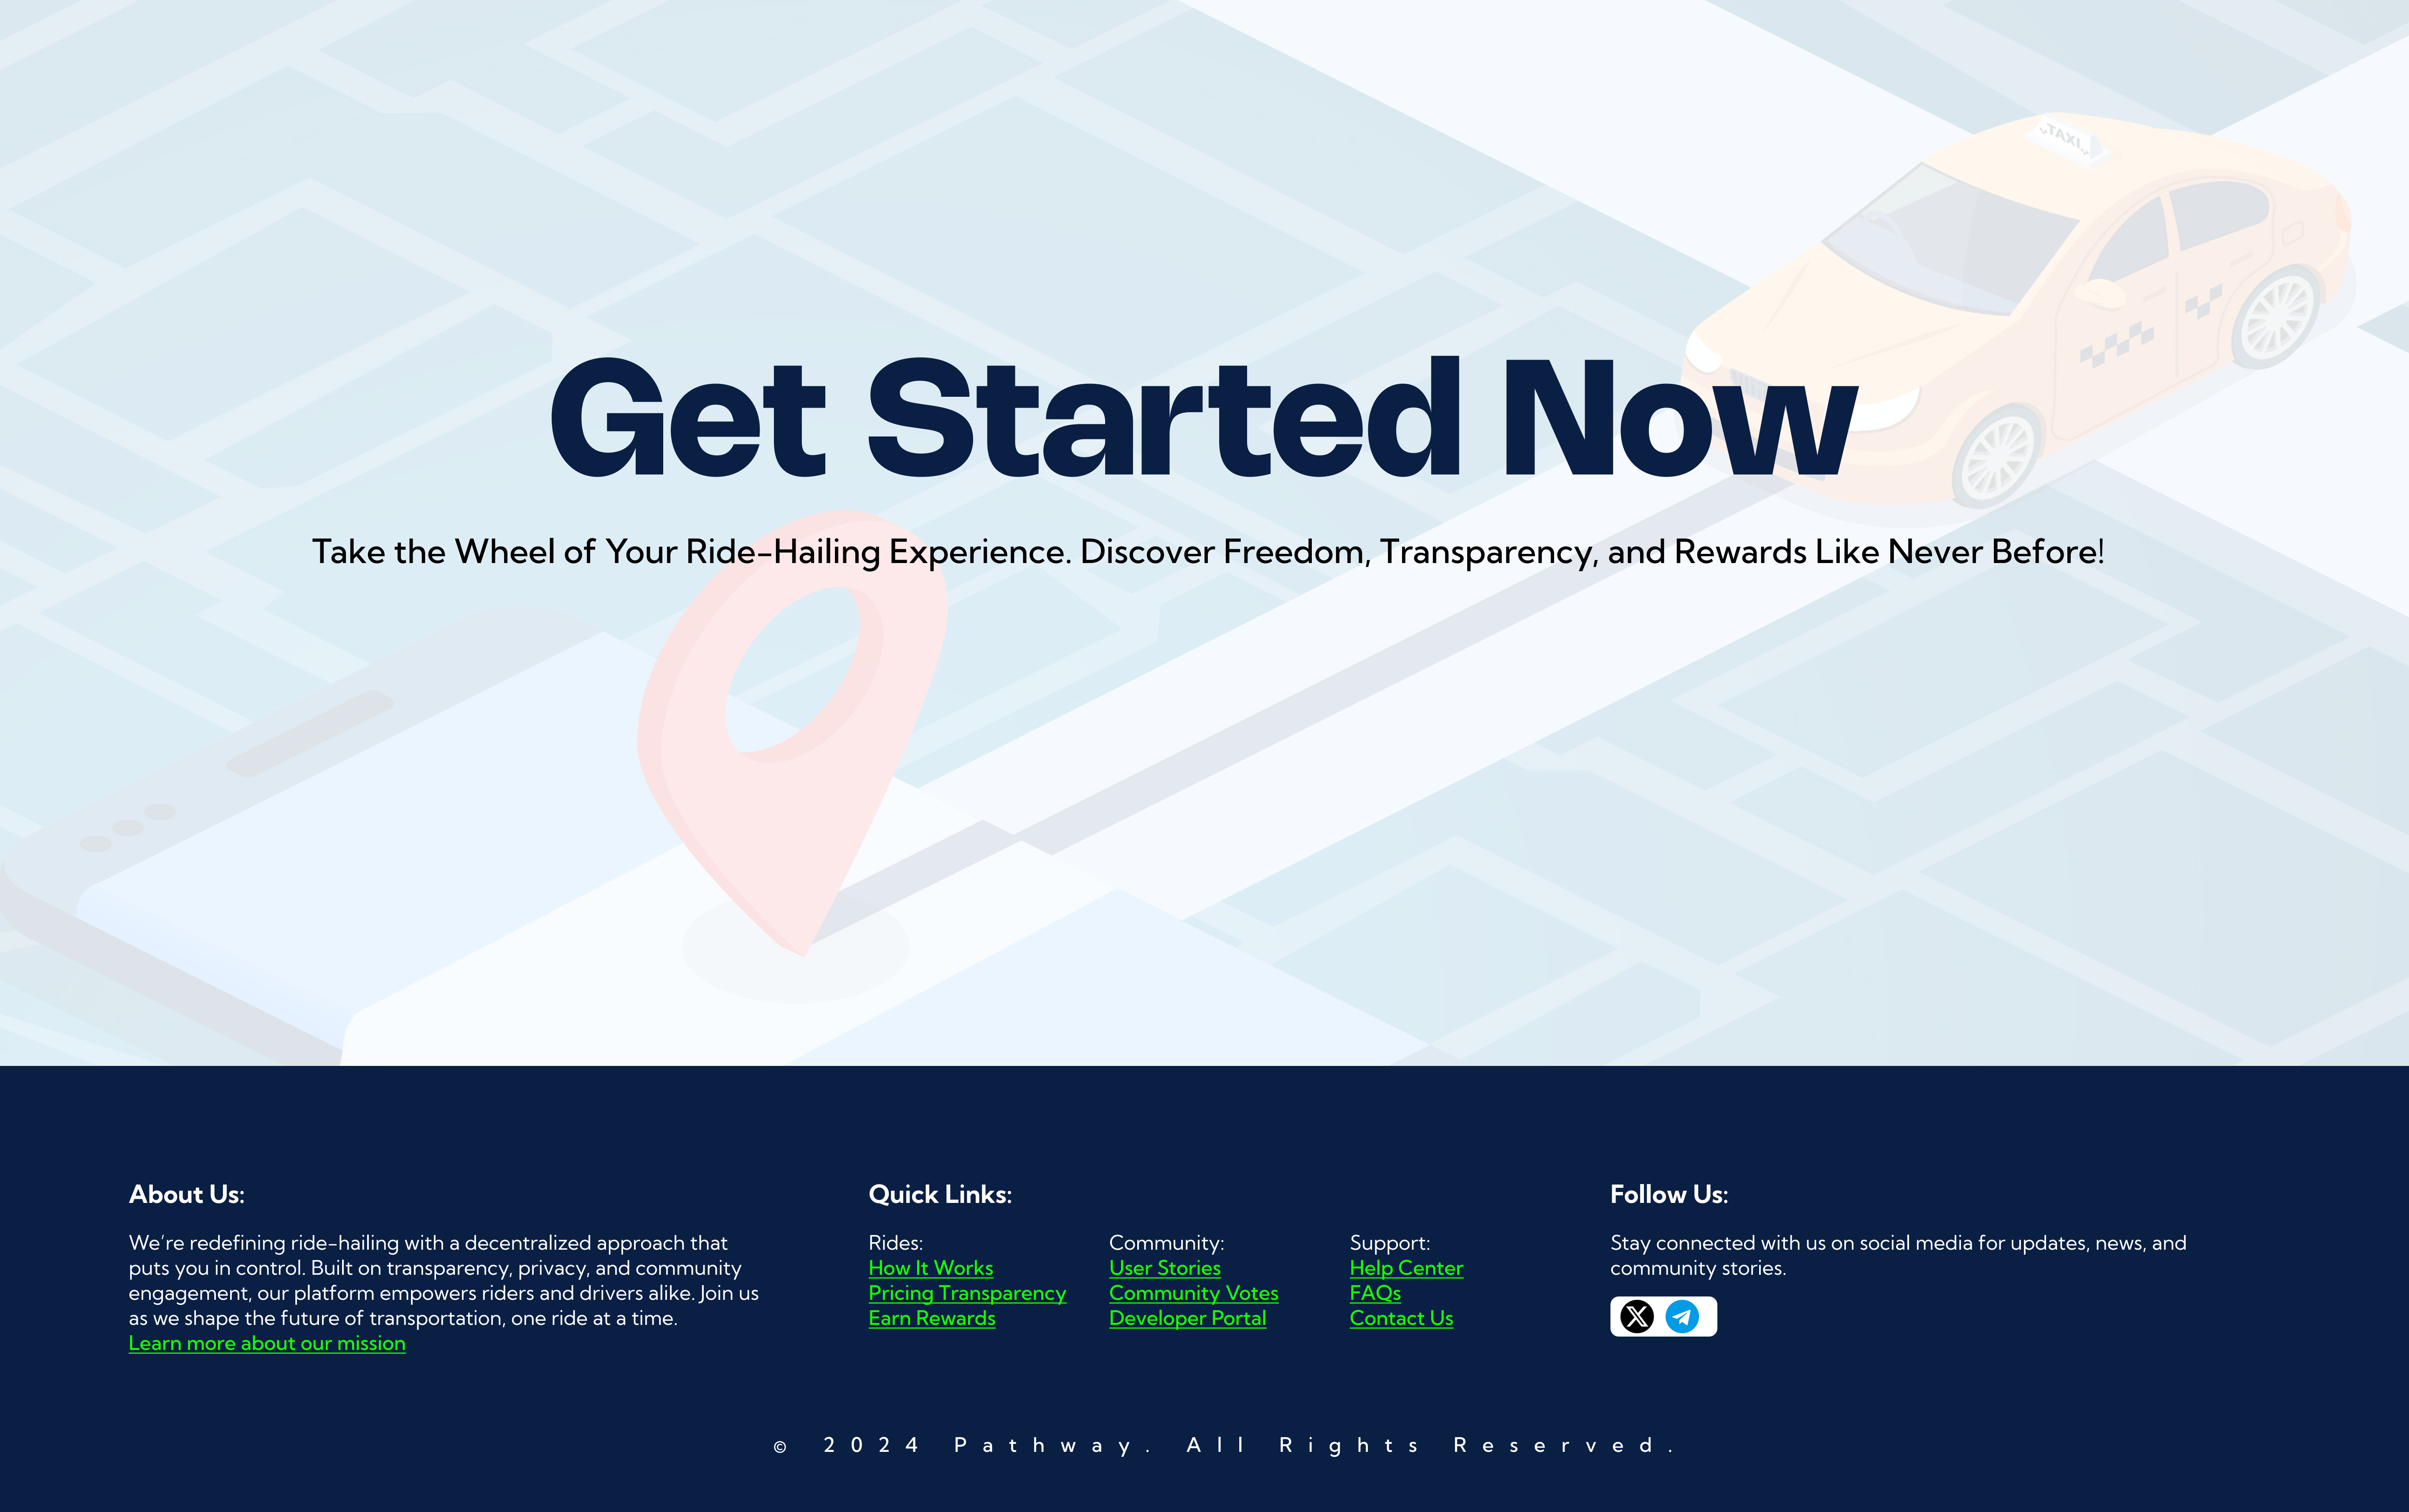 TAXI
Get Started Now
Take the Wheel of Your Ride-Hailing Experience. Discover Freedom, Transparency, and Rewards Like Never Before!
About Us:
We’re redefining ride-hailing with a decentralized approach that
puts you in control. Built on transparency, privacy, and community
engagement, our platform empowers riders and drivers alike. Join us
as we shape the future of transportation, one ride at a time.
Learn more about our mission
Quick Links:
Rides:
How It Works
Pricing Transparency
Earn Rewards
Community:
User Stories
Community Votes
Developer Portal
Support:
Help Center
FAQs
Contact Us
Follow Us:
Stay connected with us on social media for updates, news, and
community stories.
© 2024 Pathway. All Rights Reserved.